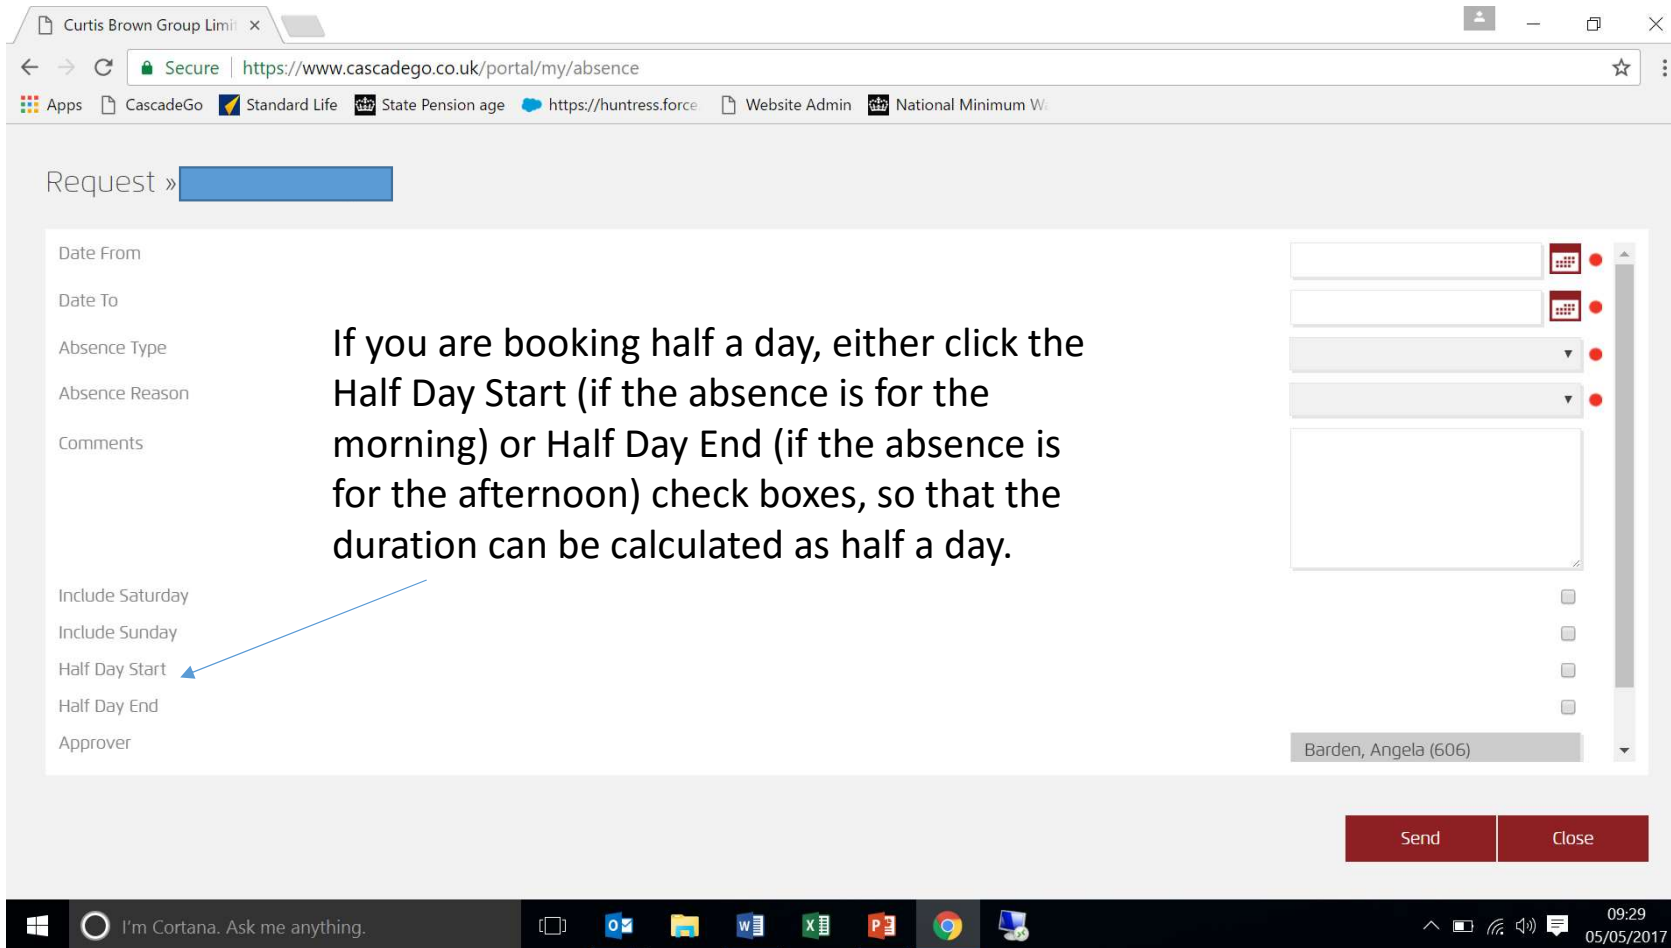 Curtis Brown Group Limi
Secure https://www.cascadego.co.uk/portal/my/absence
Apps CascadeGo Standard Life State Pension age https://huntress.force Website Admin National Minimum W
Request »
Date From
Date To
Absence Type
Absence Reason
Comments
If you are booking half a day, either click the
Half Day Start (if the absence is for the
morning) or Half Day End (if the absence is
for the afternoon) check boxes, so that the
duration can be calculated as half a day.
Include Saturday
Include Sunday
Half Day Start
Half Day End
Approver Barden, Angela (606)
Send Close
I'm Cortana. Ask me anything.
09:29
05/05/2017